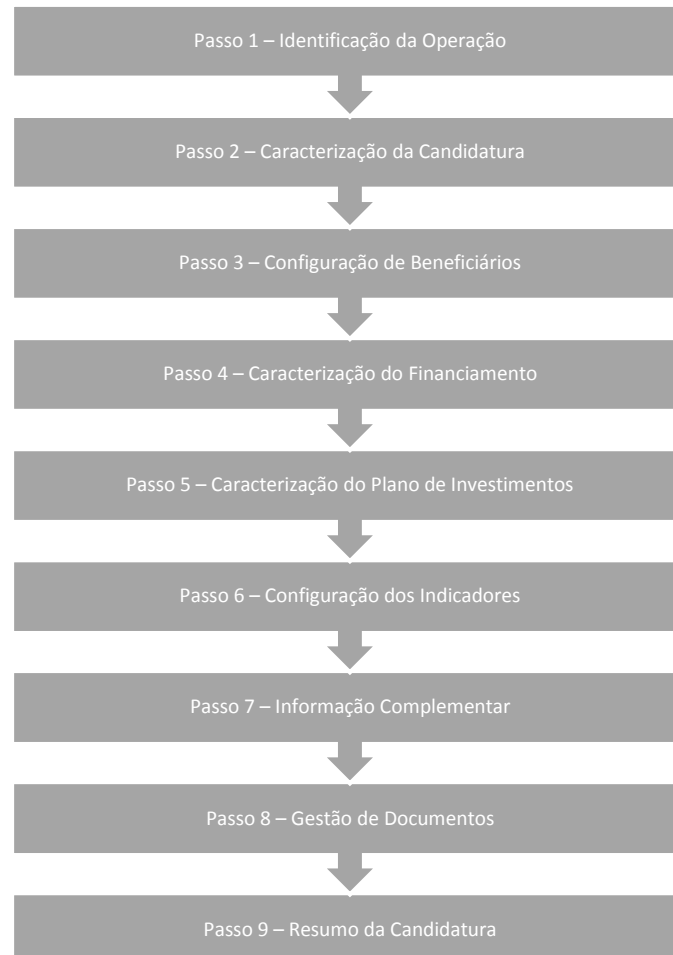 Passo 1 – Identificação da Operação
Passo 2 – Caracterização da Candidatura
Passo 3 – Configuração de Beneficiários
Passo 4 – Caracterização do Financiamento
Passo 5 – Caracterização do Plano de Investimentos
Passo 6 – Configuração dos Indicadores
Passo 7 – Informação Complementar
Passo 8 – Gestão de Documentos
Passo 9 – Resumo da Candidatura